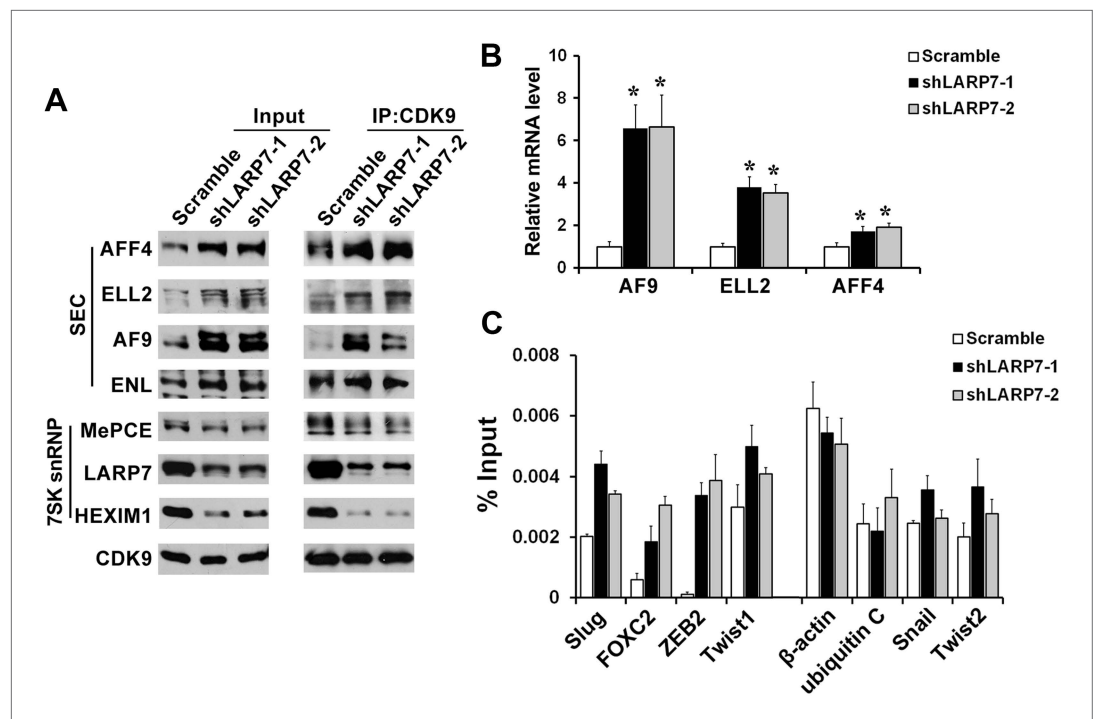 A
Input
IP:CDK9
Scramble
shLARP7-1
shLARP7-2
Scramble
shLARP7-1
shLARP7-2
SEC
AFF4
ELL2
AF9
ENL
7SK snRNP
MePCE
LARP7
HEXIM1
CDK9
B
Relative mRNA level
10
8
6
4
2
0
* *
* *
* *
AF9 ELL2 AFF4
Scramble
shLARP7-1
shLARP7-2
C
% Input
0.008
0.006
0.004
0.002
0
Slug
FOXC2
ZEB2
Twist1
β-actin
ubiquitin C
Snail
Twist2
Scramble
shLARP7-1
shLARP7-2